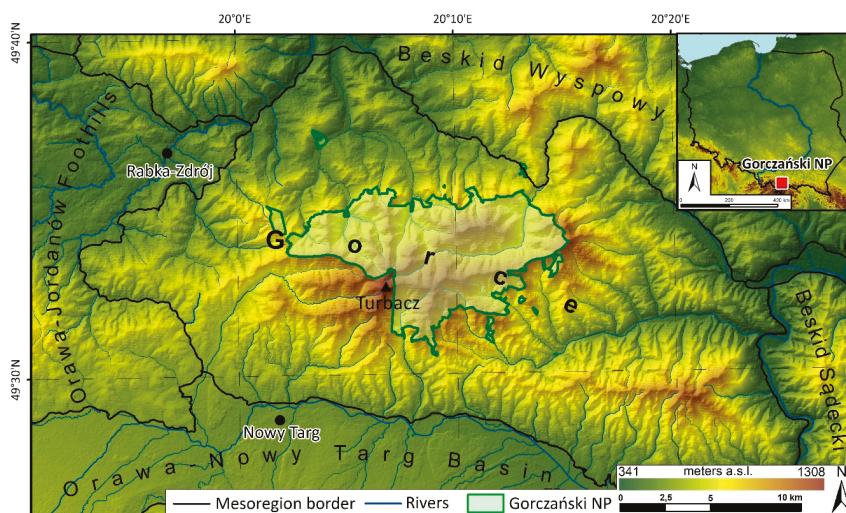 20°0'E
20°10'E
20°20'E
49°40'N
49°30'N
Beskid Wyspowy
Orawa-Jordanów Foothills
Rabka-Zdrój
Gorce
Turbacz
Beskid Sądecki
Nowy Targ
Orawa-Nowy Targ Basin
Gorczański NP
N
0 200 400 km
341 meters a.s.l. 1308
0 2,5 5 10 km
N
Mesoregion border Rivers Gorczański NP